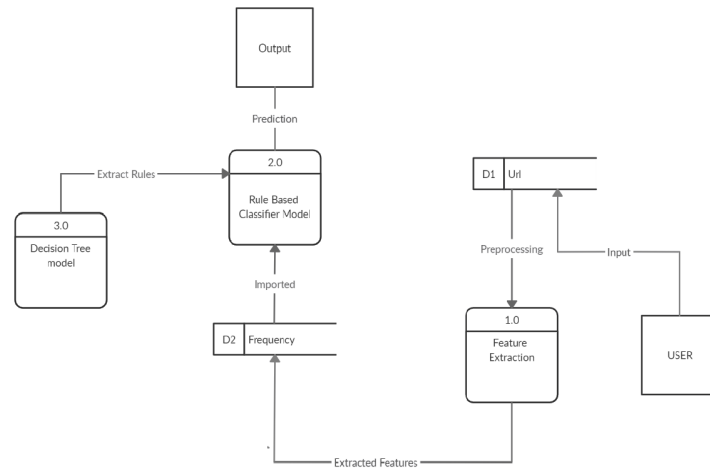 Output
Prediction
2.0
Rule Based
Classifier Model
Extract Rules
3.0
Decision Tree
model
Imported
D2 Frequency
D1 Url
Preprocessing
Input
1.0
Feature
Extraction
USER
Extracted Features